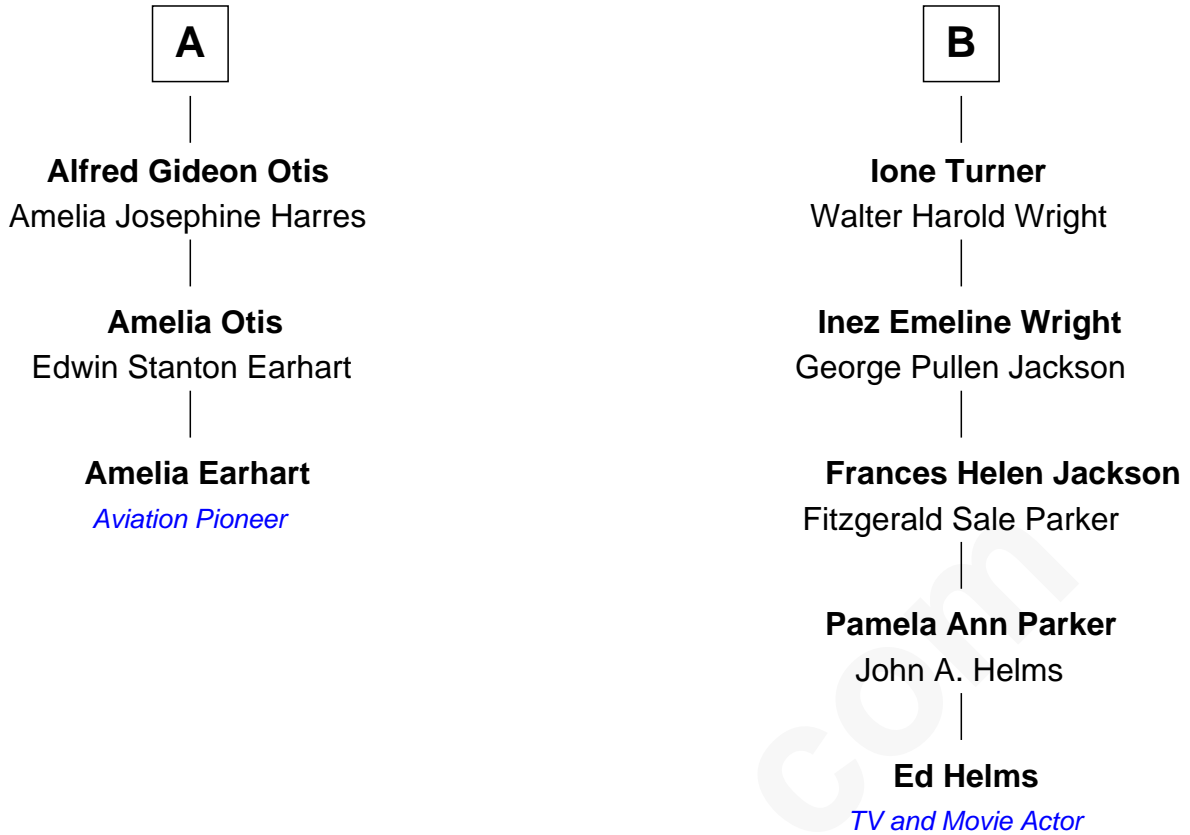 A
Alfred Gideon Otis
Amelia Josephine Harres
Amelia Otis
Edwin Stanton Earhart
Amelia Earhart
Aviation Pioneer
B
Ione Turner
Walter Harold Wright
Inez Emeline Wright
George Pullen Jackson
Frances Helen Jackson
Fitzgerald Sale Parker
Pamela Ann Parker
John A. Helms
Ed Helms
TV and Movie Actor
com